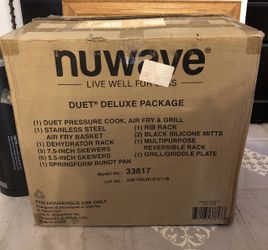 nuwave®
LIVE WELL FOR LESS
DUET® DELUXE PACKAGE
(1) DUET PRESSURE COOK, AIR FRY & GRILL
(1) STAINLESS STEEL
AIR FRY BASKET
(1) DEHYDRATOR RACK
(9) 7.5-INCH SKEWERS
(6) 5.5-INCH SKEWERS
(1) SPRINGFORM BUNDT PAN
(1) RIB RACK
(2) BLACK SILICONE MITTS
(1) MULTIPURPOSE
REVERSIBLE RACK
(1) GRILL/GRIDDLE PLATE
Model No.: 33817
Lot No.:
FOR HOUSEHOLD USE ONLY